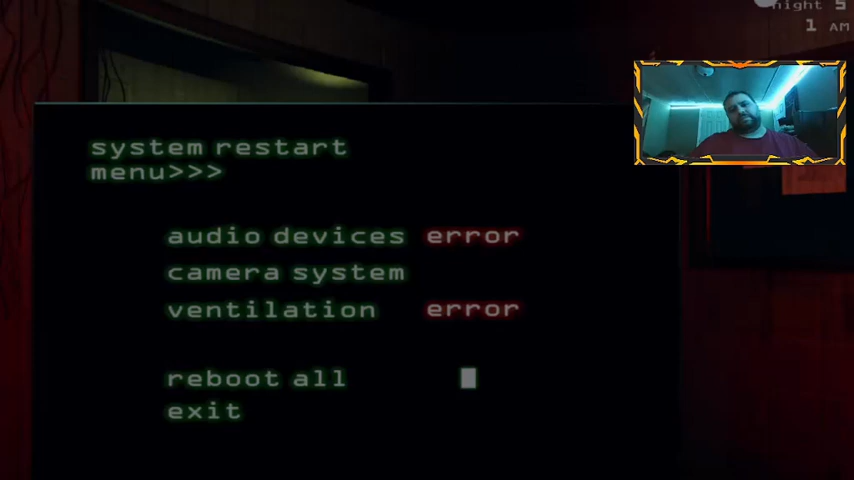 night 5
1 AM
system restart
menu>>>
audio devices error
camera system
ventilation error
reboot all
exit